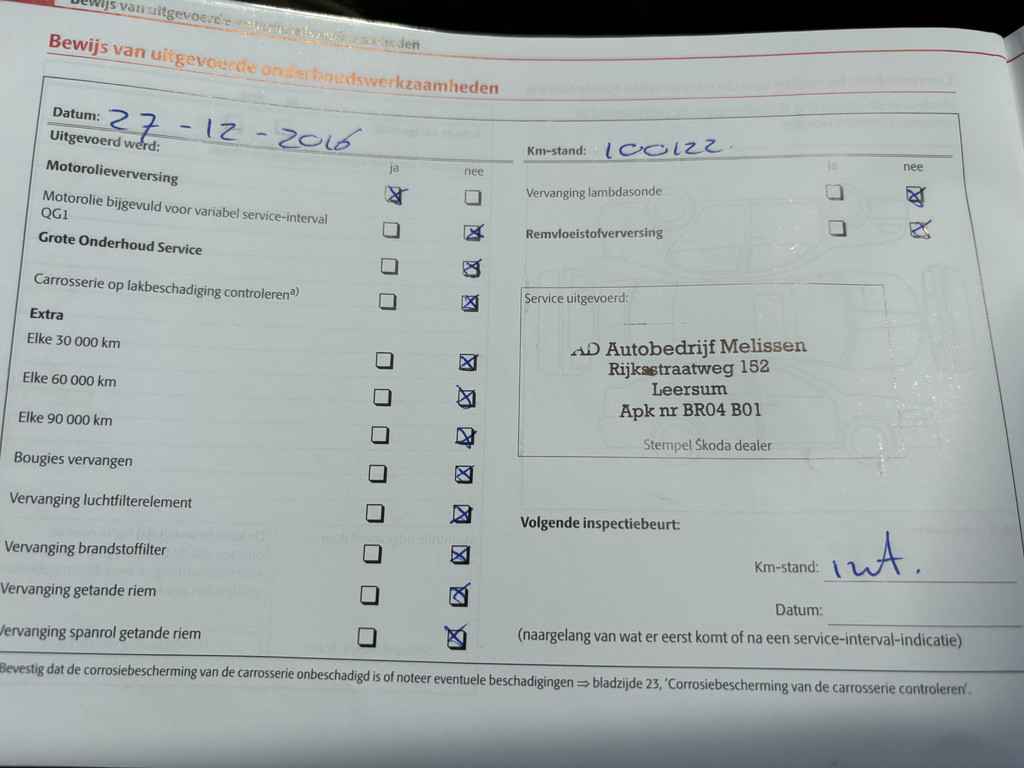 Bewijs van uitgevoerde
Bewijs van uitgevoerde onderhoudswerkzaamheden
Datum: 27-12-2016
Uitgevoerd werd:
ja nee
Motorolieverversing
Motorolie bijgevuld voor variabel service-interval
QG1
Grote Onderhoud Service
Carrosserie op lakbeschadiging controleren a)
Extra
Elke 30 000 km
Elke 60 000 km
Elke 90 000 km
Bougies vervangen
Vervanging luchtfilterelement
Vervanging brandstoffilter
Vervanging getande riem
Vervanging spanrol getande riem
Km-stand: 100122.
ja nee
Vervanging lambdasonde
Remvloeistofverversing
Service uitgevoerd:
AD Autobedrijf Melissen
Rijksstraatweg 152
Leersum
Apk nr BR04 B01
Stempel Škoda dealer
Volgende inspectiebeurt:
Km-stand:
Datum:
(naargelang van wat er eerst komt of na een service-interval-indicatie)
Bevestig dat de corrosiebescherming van de carrosserie onbeschadigd is of noteer eventuele beschadigingen ⇒ bladzijde 23, 'Corrosiebescherming van de carrosserie controleren'.